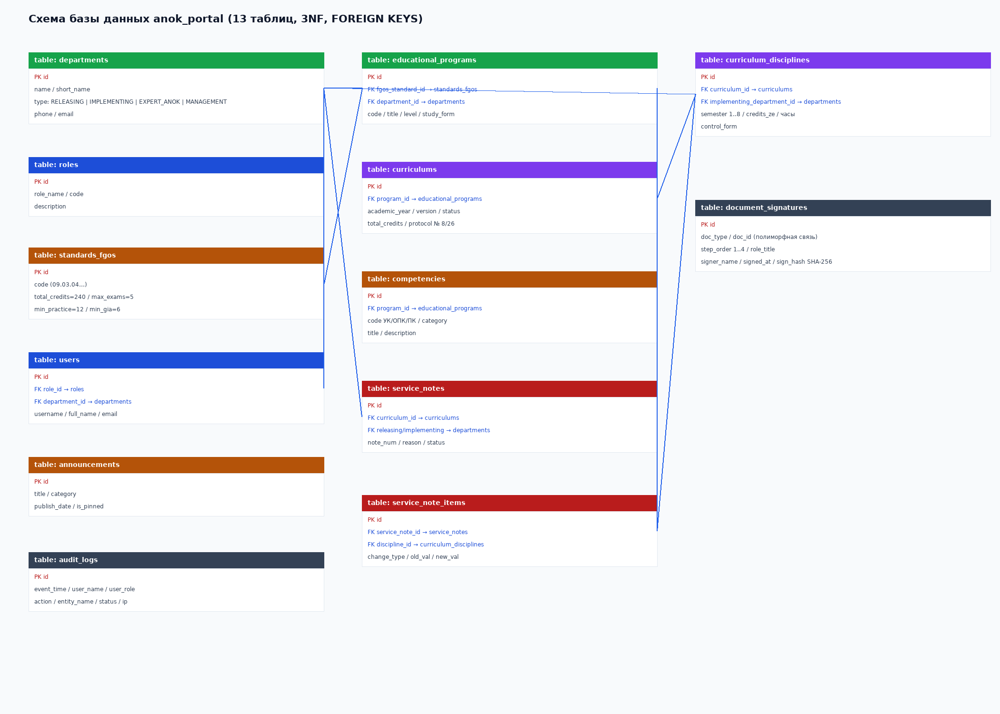 Схема базы данных anok_portal (13 таблиц, 3NF, FOREIGN KEYS)
table: departments
PK id
name / short_name
type: RELEASING | IMPLEMENTING | EXPERT_ANOK | MANAGEMENT
phone / email
table: roles
PK id
role_name / code
description
table: standards_fgos
PK id
code (09.03.04...)
total_credits=240 / max_exams=5
min_practice=12 / min_gia=6
table: users
PK id
FK role_id → roles
FK department_id → departments
username / full_name / email
table: announcements
PK id
title / category
publish_date / is_pinned
table: audit_logs
PK id
event_time / user_name / user_role
action / entity_name / status / ip
table: educational_programs
PK id
FK fgos_standard_id → standards_fgos
FK department_id → departments
code / title / level / study_form
table: curriculums
PK id
FK program_id → educational_programs
academic_year / version / status
total_credits / protocol № 8/26
table: competencies
PK id
FK program_id → educational_programs
code УК/ОПК/ПК / category
title / description
table: service_notes
PK id
FK curriculum_id → curriculums
FK releasing/implementing → departments
note_num / reason / status
table: service_note_items
PK id
FK service_note_id → service_notes
FK discipline_id → curriculum_disciplines
change_type / old_val / new_val
table: curriculum_disciplines
PK id
FK curriculum_id → curriculums
FK implementing_department_id → departments
semester 1..8 / credits_ze / часы
control_form
table: document_signatures
PK id
doc_type / doc_id (полиморфная связь)
step_order 1..4 / role_title
signer_name / signed_at / sign_hash SHA-256